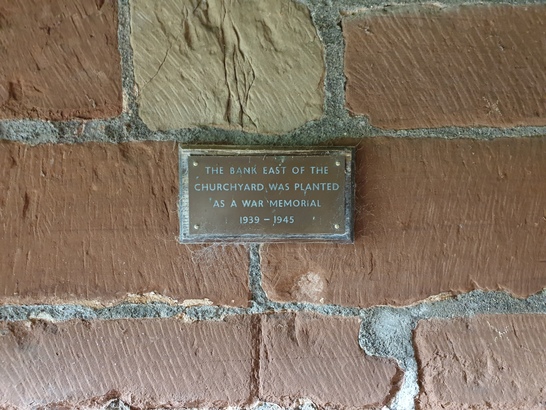 THE BANK EAST OF THE
CHURCHYARD WAS PLANTED
AS A WAR MEMORIAL
1939 – 1945